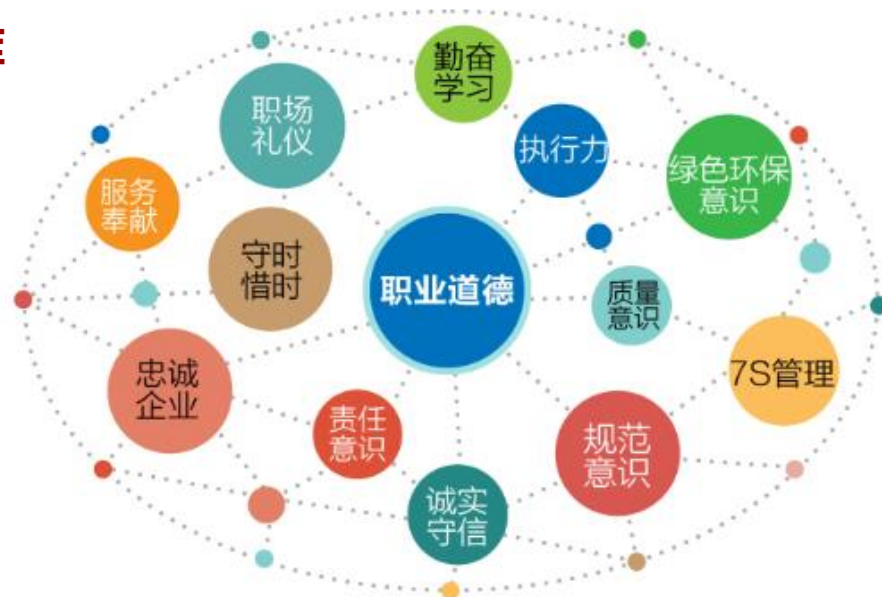 勤奋
学习
职场
礼仪
执行力
绿色环保
意识
服务
奉献
守时
惜时
职业道德
质量
意识
忠诚
企业
7S管理
责任
意识
规范
意识
诚实
守信